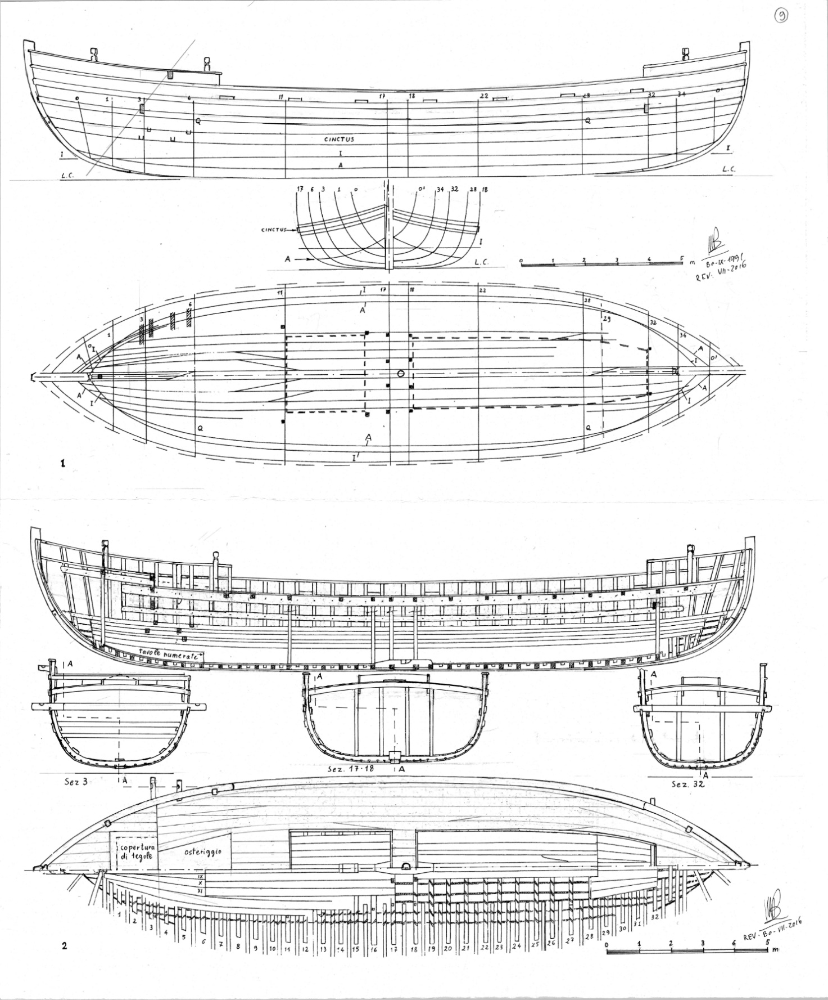 9
0 1 3 6 11 17 18 22 28 32 34 0'
Q Q
CINCTUS
I I I
A
L.C. L.C.
17 6 3 1 0 0' 34 32 28 18
CINCTUS
I
A
L.C.
0 1 2 3 4 5 m
BO-IX-1991
REV. VII-2016
11 I 17 18 22
6 A 28
3 29 32
1 34
0 I A
A I 0'
A A
I I
Q A Q
I
1
tavole numerate
A A A
Sez 3 A Sez. 17-18 A Sez. 32 A
copertura
di tegole
osteriggio
IX
X
XI
1 2 3 4 5 6 7 8 9 10 11 12 13 14 15 16 17 18 19 20 21 22 23 24 25 26 27 28 29 30 31 32
REV. BO-VII-2016
2
0 1 2 3 4 5 m